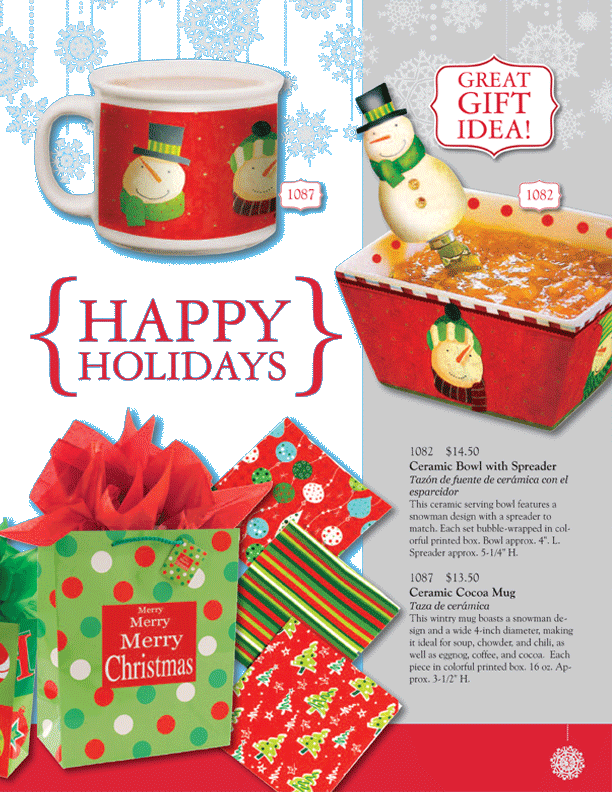 GREAT
GIFT
IDEA!
1087
1082
{HAPPY
HOLIDAYS}
Merry
Merry
Merry
Christmas
1082 $14.50
Ceramic Bowl with Spreader
Tazón de fuente de cerámica con el
esparcidor
This ceramic serving bowl features a
snowman design with a spreader to
match. Each set bubble-wrapped in col-
orful printed box. Bowl approx. 4". L.
Spreader approx. 5-1/4" H.
1087 $13.50
Ceramic Cocoa Mug
Taza de cerámica
This wintry mug boasts a snowman de-
sign and a wide 4-inch diameter, making
it ideal for soup, chowder, and chili, as
well as eggnog, coffee, and cocoa. Each
piece in colorful printed box. 16 oz. Ap-
prox. 3-1/2" H.